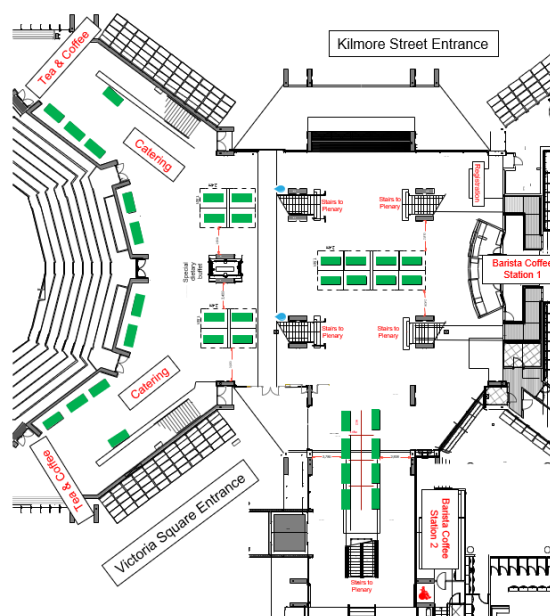 Kilmore Street Entrance
Tea & Coffee
Catering
Registration
Stairs to
Plenary
Stairs to
Plenary
Special
dietary
buffet
Barista Coffee
Station 1
Stairs to
Plenary
Stairs to
Plenary
Catering
Tea & Coffee
Victoria Square Entrance
Barista Coffee
Station 2
Stairs to
Plenary